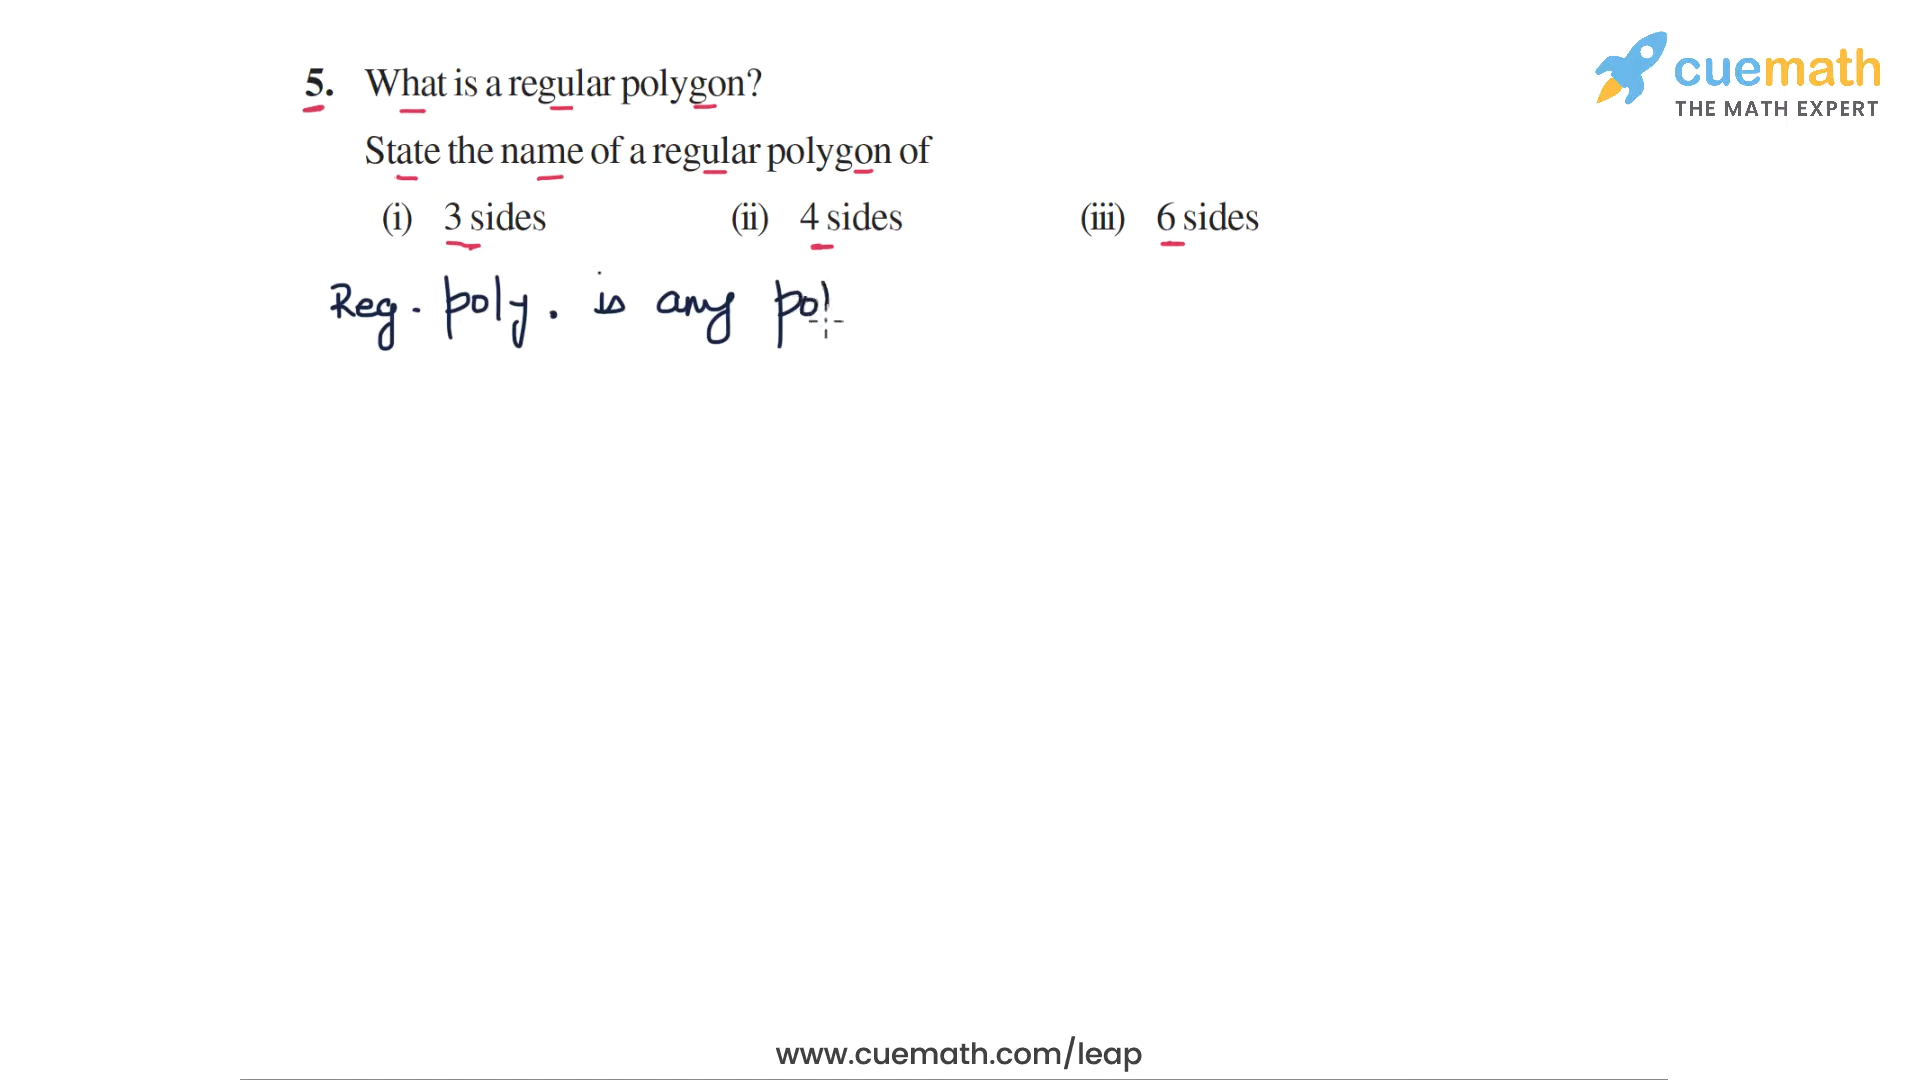 5. What is a regular polygon?
cuemath
THE MATH EXPERT
State the name of a regular polygon of
(i) 3 sides (ii) 4 sides (iii) 6 sides
Reg. poly. is any pol
www.cuemath.com/leap